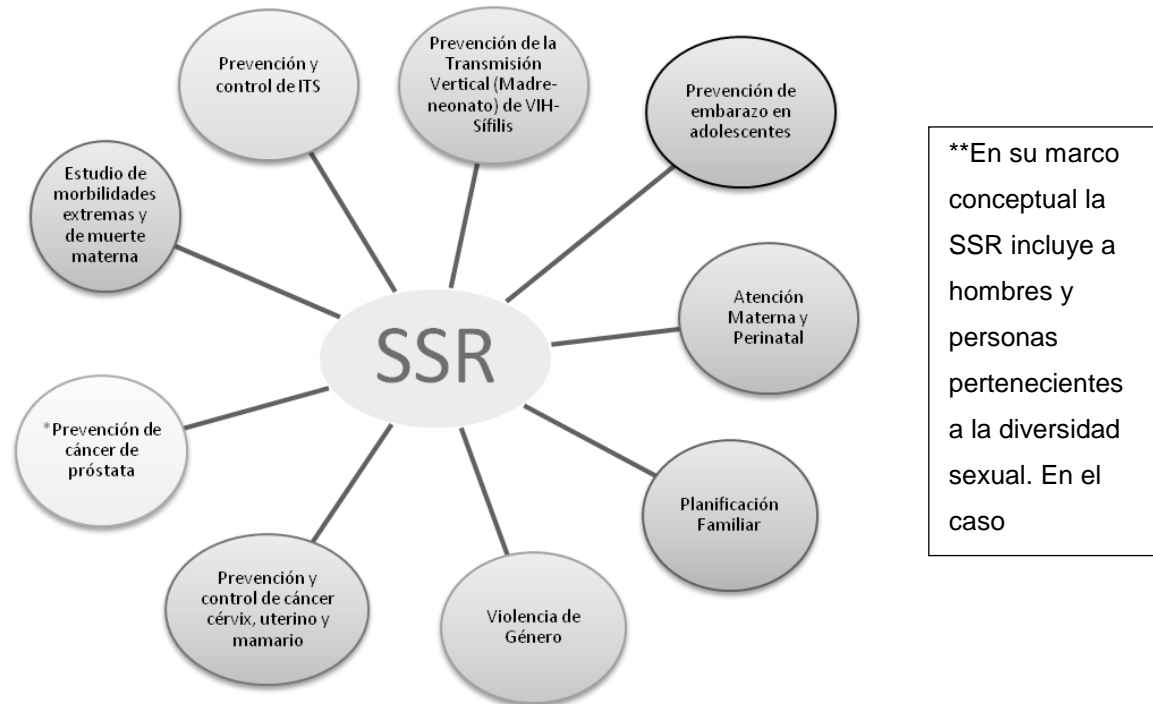 Prevención y
control de ITS
Prevención de la
Transmisión
Vertical (Madre-
neonato) de VIH-
Sífilis
Prevención de
embarazo en
adolescentes
Estudio de
morbilidades
extremas y
de muerte
materna
Atención
Materna y
Perinatal
SSR
*Prevención de
cáncer de
próstata
Planificación
Familiar
Prevención y
control de cáncer
cérvix, uterino y
mamario
Violencia de
Género
**En su marco
conceptual la
SSR incluye a
hombres y
personas
pertenecientes
a la diversidad
sexual. En el
caso